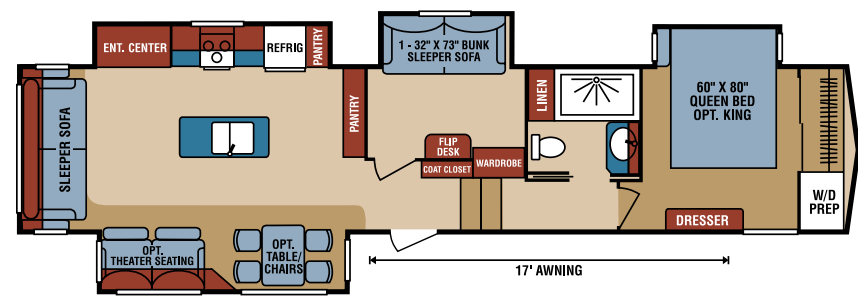 ENT. CENTER
REFRIG
PANTRY
1 - 32" X 73" BUNK
SLEEPER SOFA
60" X 80"
QUEEN BED
OPT. KING
LINEN
PANTRY
SLEEPER SOFA
FLIP
DESK
COAT CLOSET
WARDROBE
W/D
PREP
DRESSER
OPT.
THEATER SEATING
OPT.
TABLE/
CHAIRS
17' AWNING